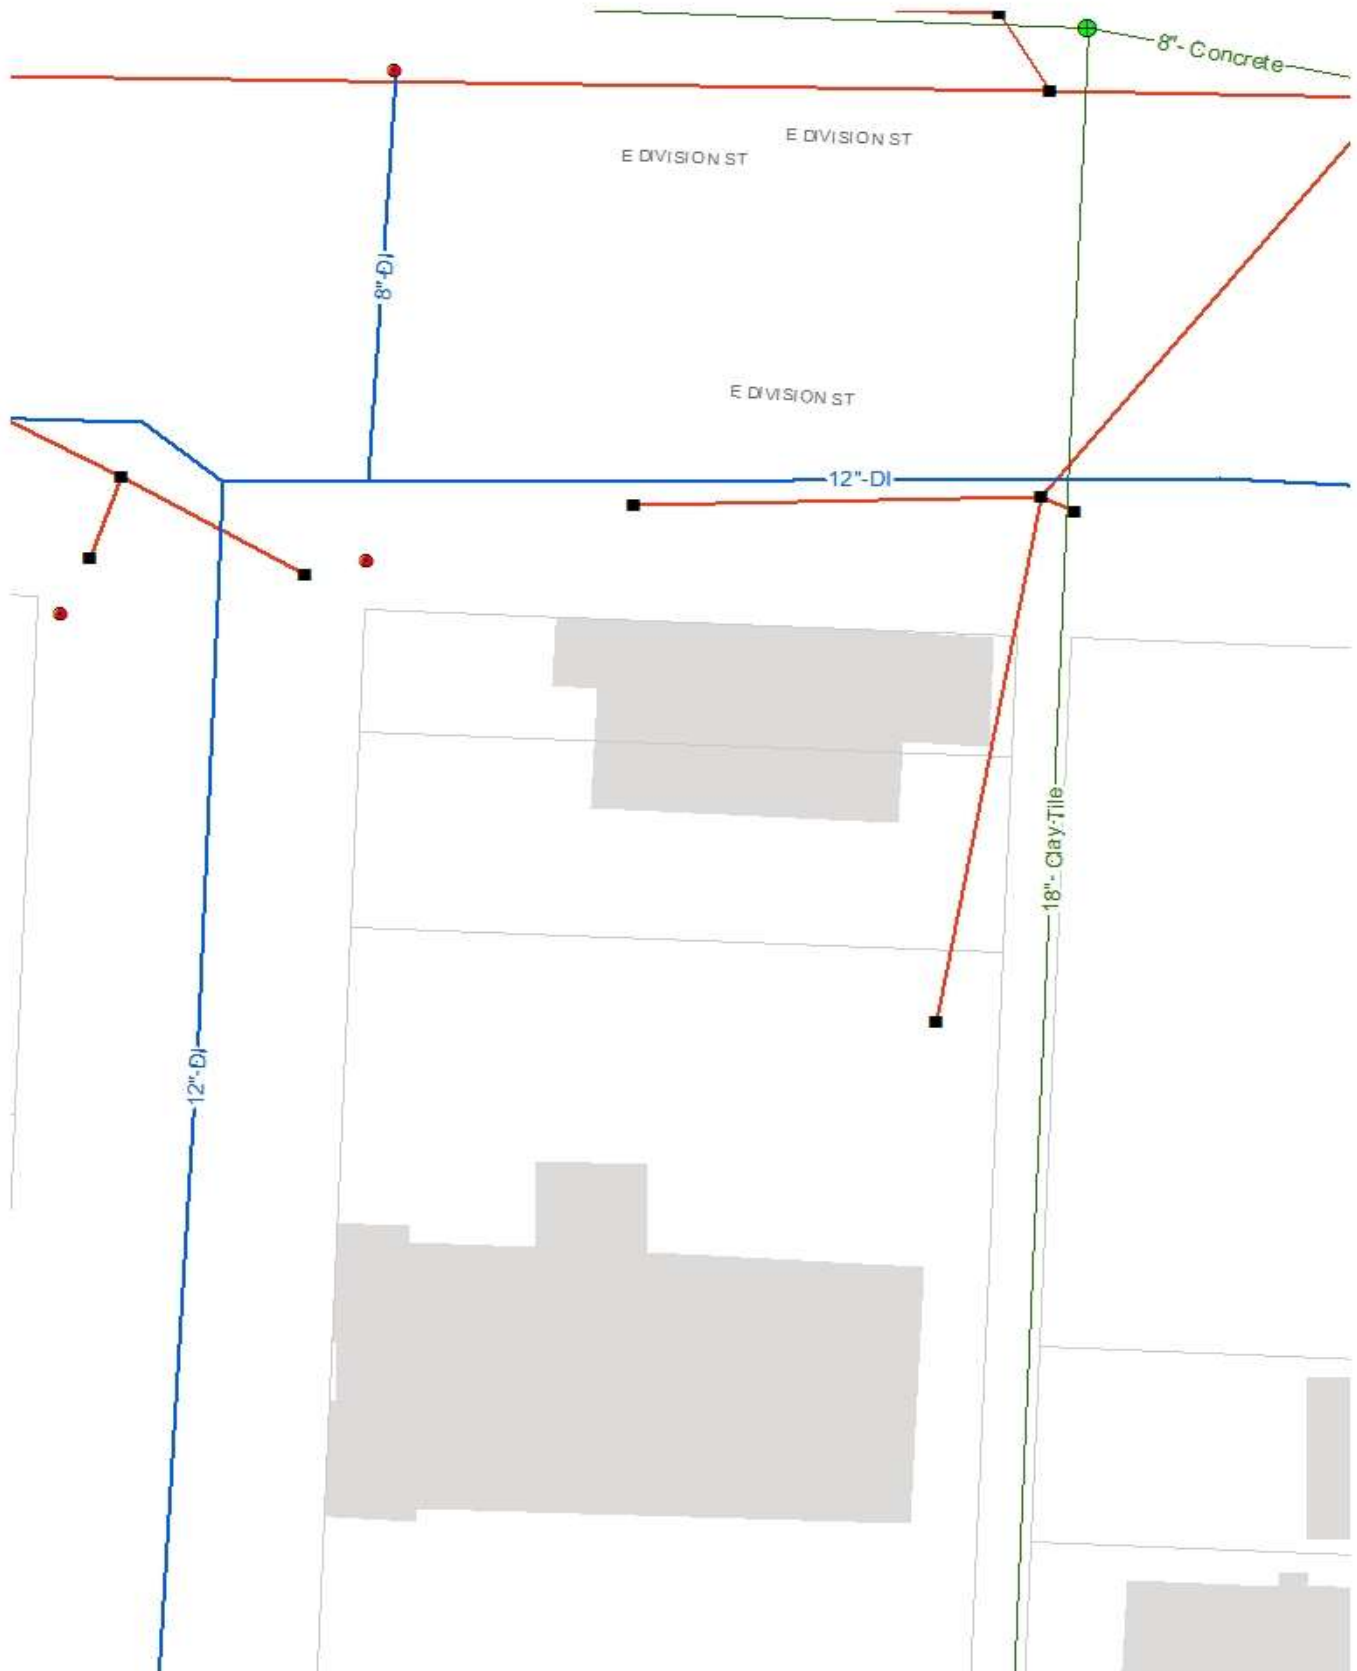 8"- Concrete
E DIVISION ST
E DIVISION ST
8"-DI
E DIVISION ST
12"-DI
18"- Clay Tile
12"-DI